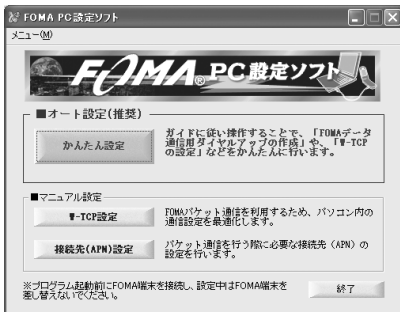 FOMA PC設定ソフト
メニュー(M)
FOMA PC設定ソフト
■オート設定(推奨)
かんたん設定
ガイドに従い操作することで、「FOMAデータ
通信用ダイヤルアップの作成」や、「W-TCP
の設定」などをかんたんに行います。
■マニュアル設定
W-TCP設定
FOMAパケット通信を利用するため、パソコン内の
通信設定を最適化します。
接続先(APN)設定
パケット通信を行う際に必要な接続先(APN)の
設定を行います。
※プログラム起動前にFOMA端末を接続し、設定中はFOMA端末を
差し替えないでください。
終了